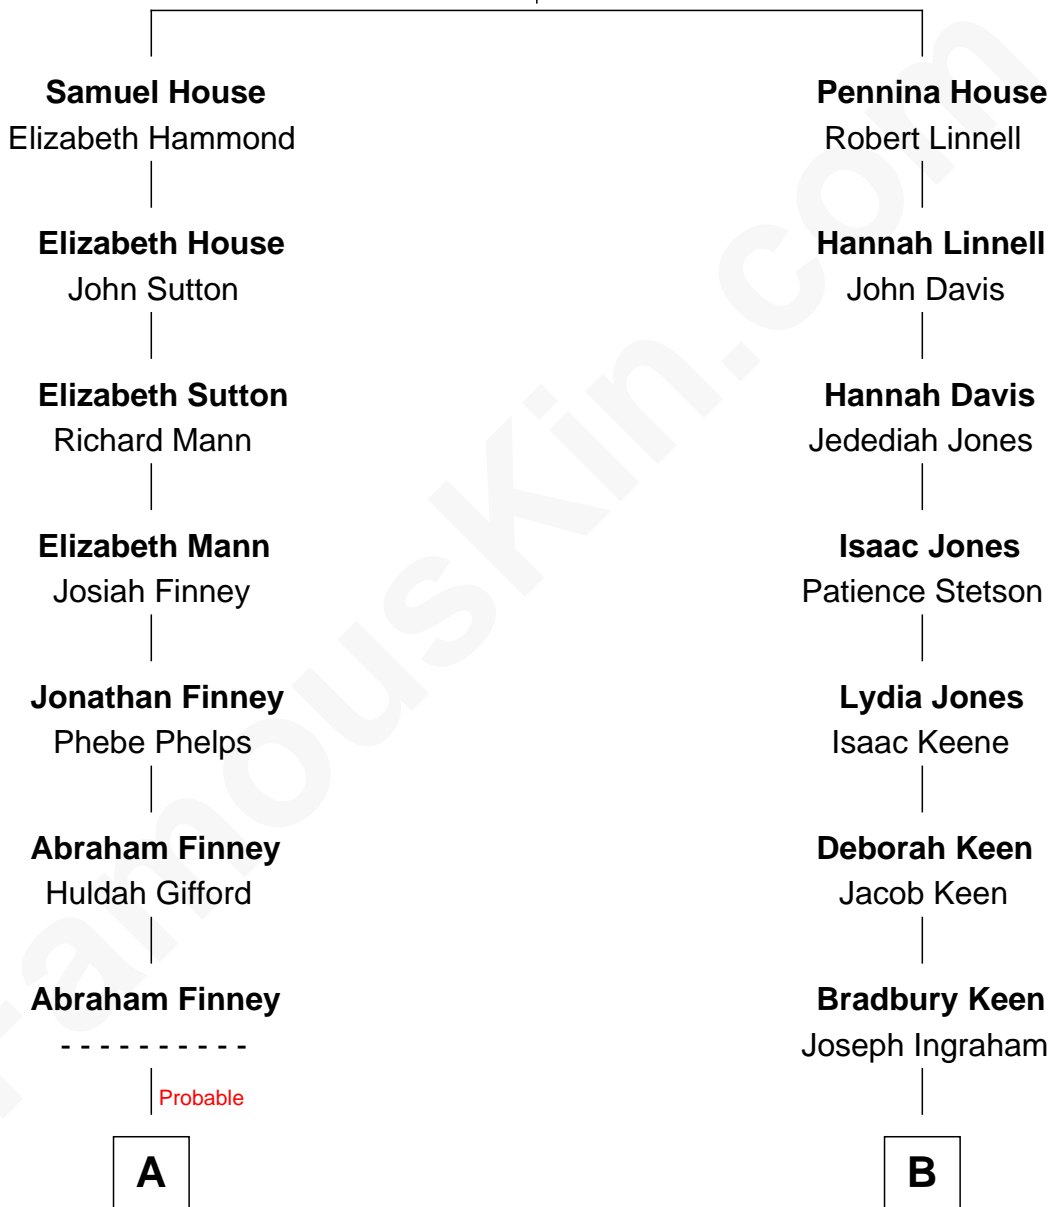 Samuel House
Elizabeth Hammond
Elizabeth House
John Sutton
Elizabeth Sutton
Richard Mann
Elizabeth Mann
Josiah Finney
Jonathan Finney
Phebe Phelps
Abraham Finney
Huldah Gifford
Abraham Finney
- - - - - - - - - -
Probable
A
Pennina House
Robert Linnell
Hannah Linnell
John Davis
Hannah Davis
Jedediah Jones
Isaac Jones
Patience Stetson
Lydia Jones
Isaac Keene
Deborah Keen
Jacob Keen
Bradbury Keen
Joseph Ingraham
B
FamousKin.com